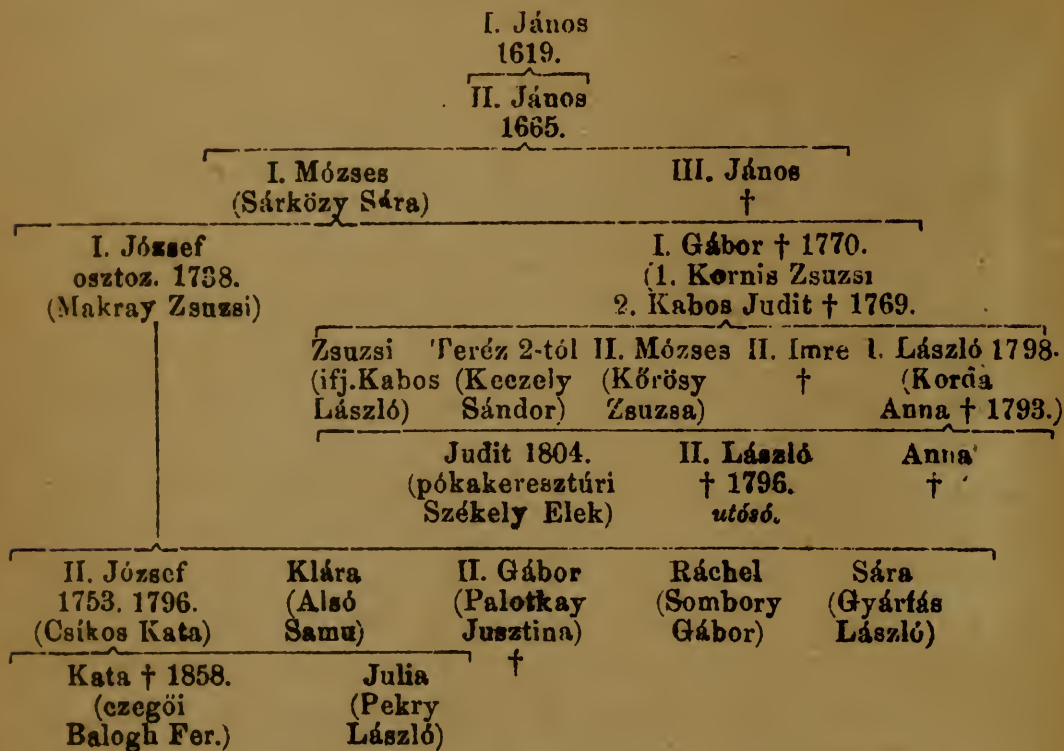 I. János
1619.
II. János
1665.
I. Mózses III. János
(Sárközy Sára) †
I. József I. Gábor † 1770.
osztoz. 1738. (1. Kornis Zsuzsi
(Makray Zsuzsi) 2. Kabos Judit † 1769.
Zsuzsi Teréz 2-tól II. Mózses II. Imre I. László 1798.
(ifj. Kabos (Keczely (Kőrösy † (Korda
László) Sándor) Zsuzsa) Anna † 1793.)
Judit 1804. II. László Anna
(pókakeresztúri † 1796. †
Székely Elek) utósó.
II. József Klára II. Gábor Ráchel Sára
1753. 1796. (Alsó (Palotkay (Sombory (Gyárfás
(Csíkos Kata) Samu) Jusztina) Gábor) László)
†
Kata † 1858. Julia
(czegői (Pekry
Balogh Fer.) László)